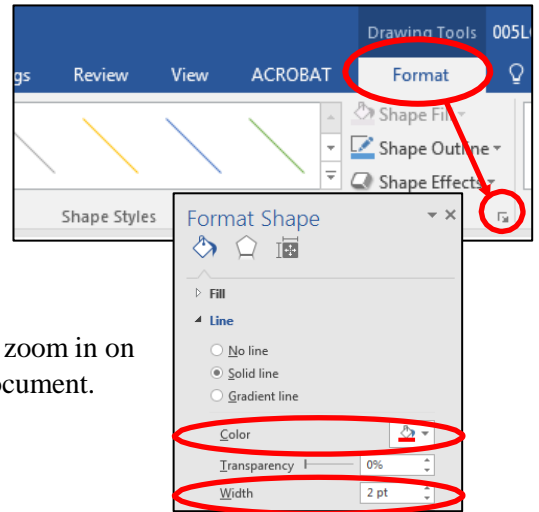 Drawing Tools 005L
gs Review View ACROBAT Format
Shape Fill
Shape Outline
Shape Effects
Shape Styles
Format Shape
Fill
Line
No line
Solid line
Gradient line
Color
Transparency 0%
Width 2 pt
zoom in on
ocument.